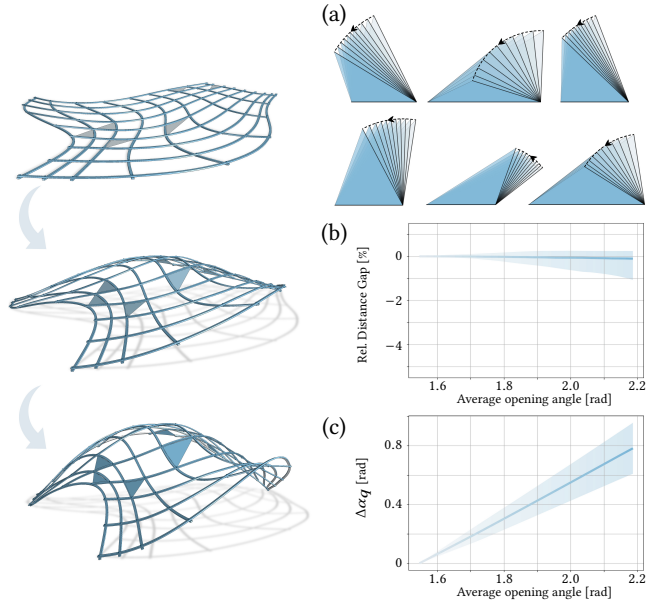 (a)
(b)
Rel. Distance Gap [%]
0
−2
−4
1.6 1.8 2.0 2.2
Average opening angle [rad]
(c)
Δα𝒒 [rad]
0.8
0.4
0
1.6 1.8 2.0 2.2
Average opening angle [rad]